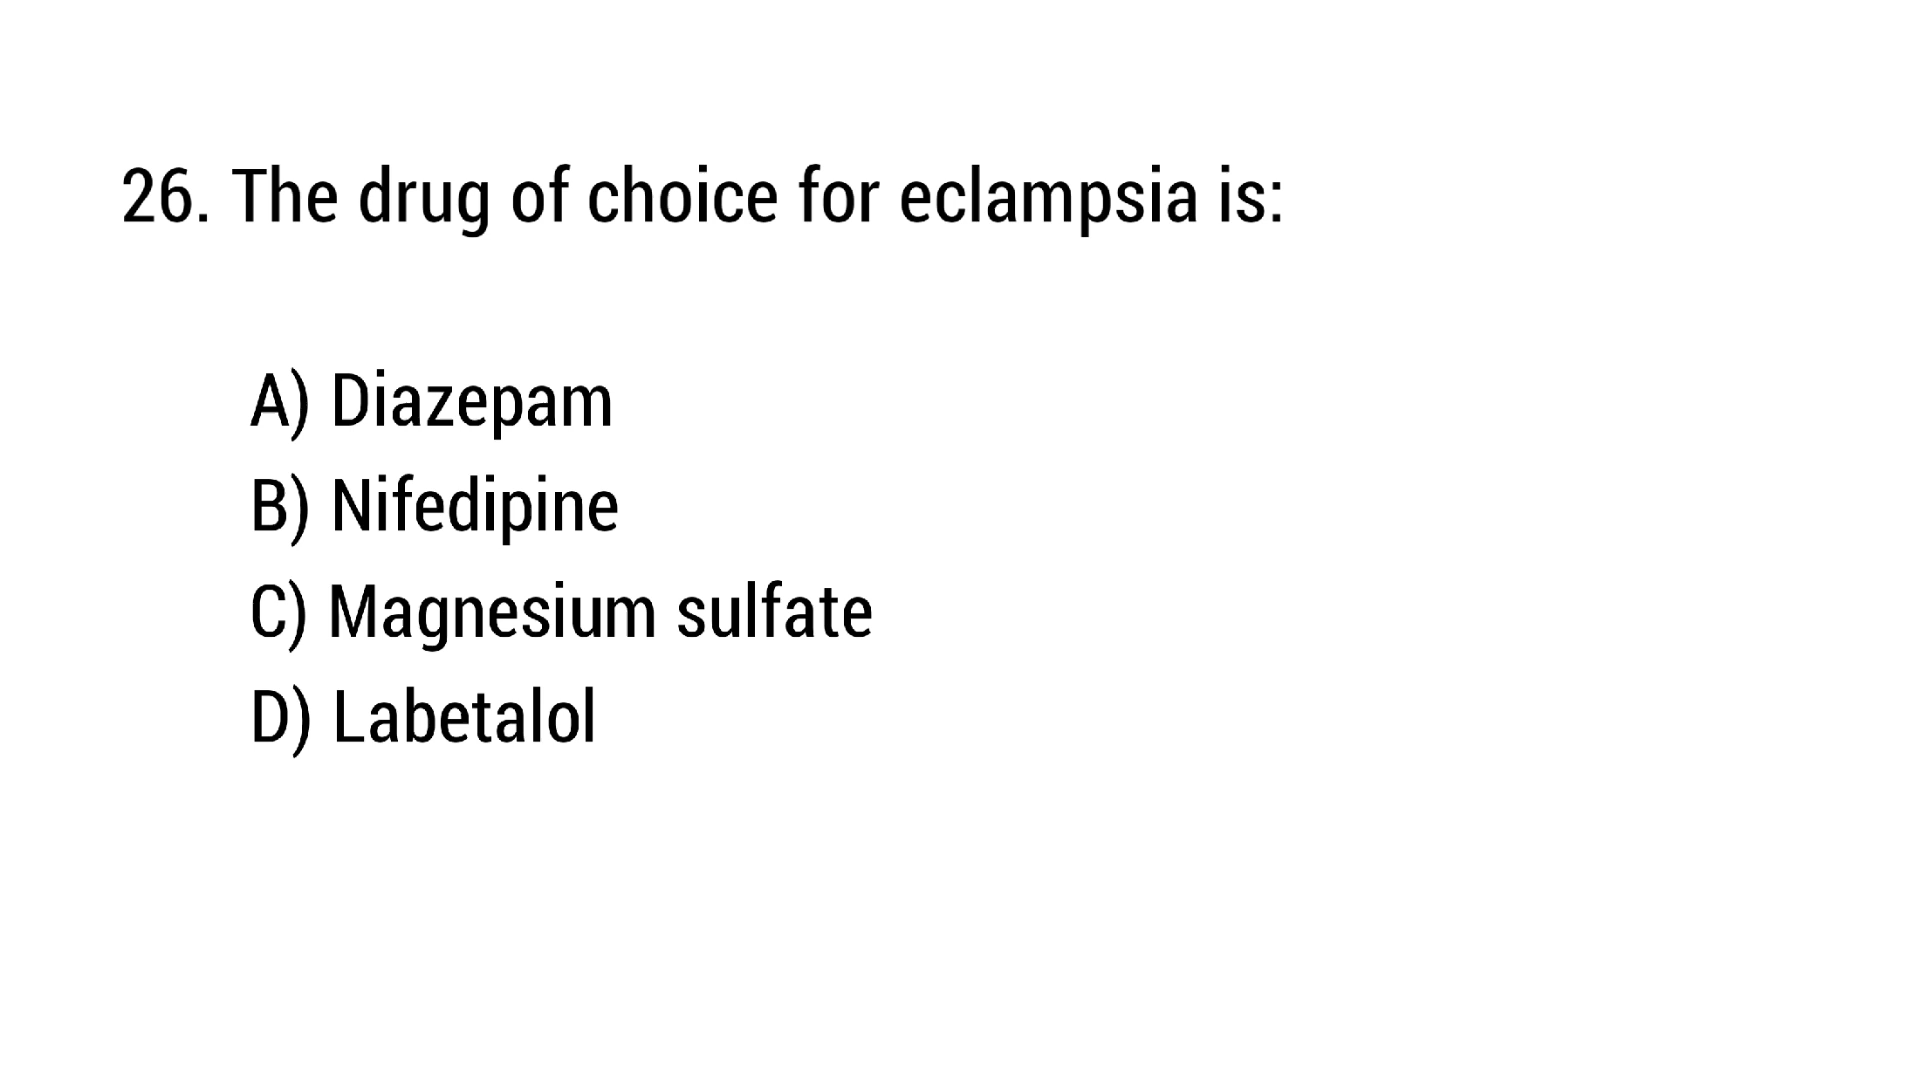 26. The drug of choice for eclampsia is:
A) Diazepam
B) Nifedipine
C) Magnesium sulfate
D) Labetalol